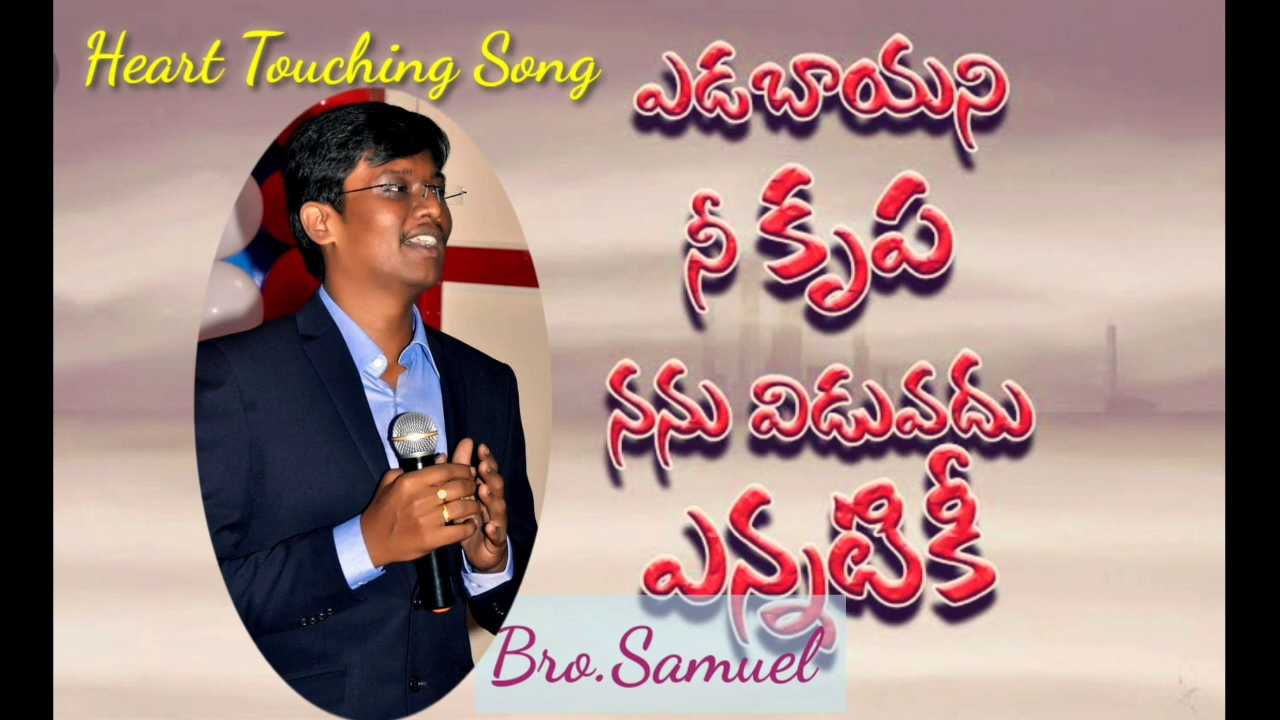 Heart Touching Song
ఎడబాయని
నీ కృప
నను విడువదు
ఎన్నటికీ
Bro.Samuel